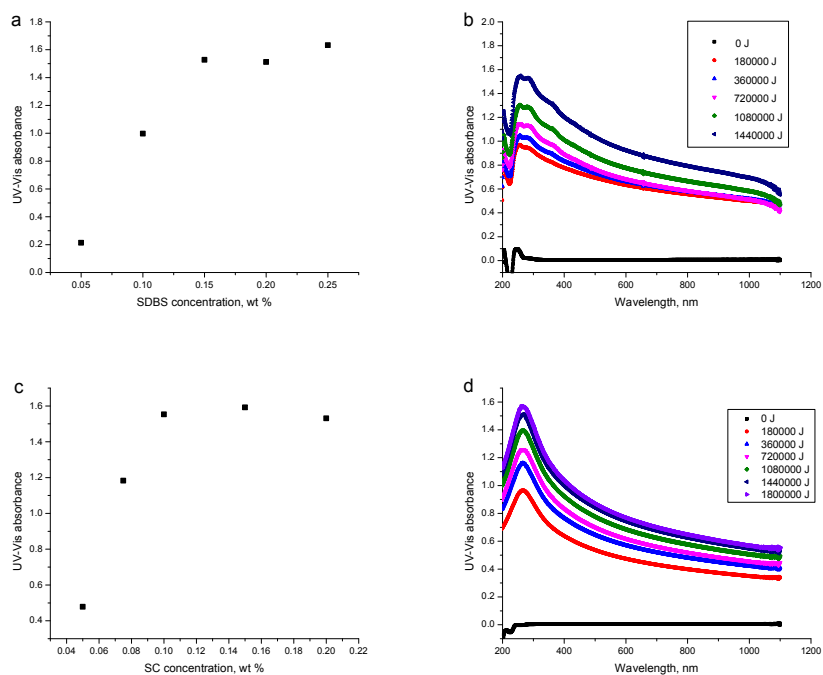 a
1.8
1.6
1.4
1.2
1.0
0.8
0.6
0.4
0.2
0.0
UV-Vis absorbance
0.05 0.10 0.15 0.20 0.25
SDBS concentration, wt %
b
2.0
1.8
1.6
1.4
1.2
1.0
0.8
0.6
0.4
0.2
0.0
UV-Vis absorbance
0 J
180000 J
360000 J
720000 J
1080000 J
1440000 J
200 400 600 800 1000 1200
Wavelength, nm
c
1.6
1.4
1.2
1.0
0.8
0.6
0.4
UV-Vis absorbance
0.04 0.06 0.08 0.10 0.12 0.14 0.16 0.18 0.20 0.22
SC concentration, wt %
d
1.6
1.4
1.2
1.0
0.8
0.6
0.4
0.2
0.0
UV-Vis absorbance
0 J
180000 J
360000 J
720000 J
1080000 J
1440000 J
1800000 J
200 400 600 800 1000 1200
Wavelength, nm